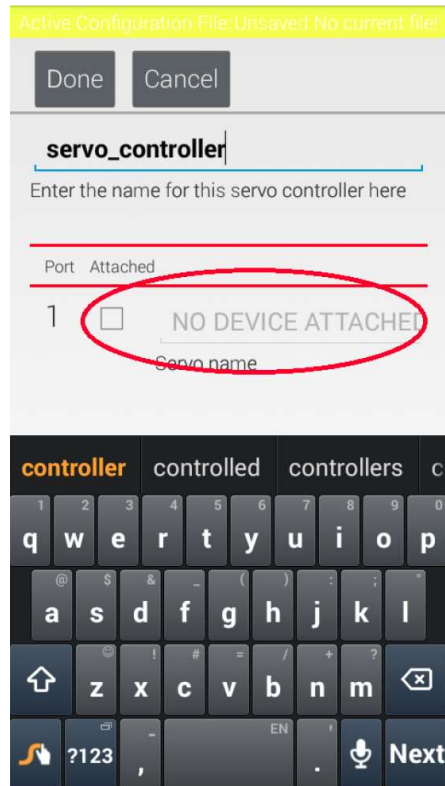 Active Configuration File:Unsaved No current file!
Done Cancel
servo_controller
Enter the name for this servo controller here
Port Attached
1 NO DEVICE ATTACHED
Servo name
controller controlled controllers c
1 2 3 4 5 6 7 8 9 0
q w e r t y u i o p
@ $ & _ ( ) : ; "
a s d f g h j k l
! # = / + ?
z x c v b n m
EN
?123 , . Next